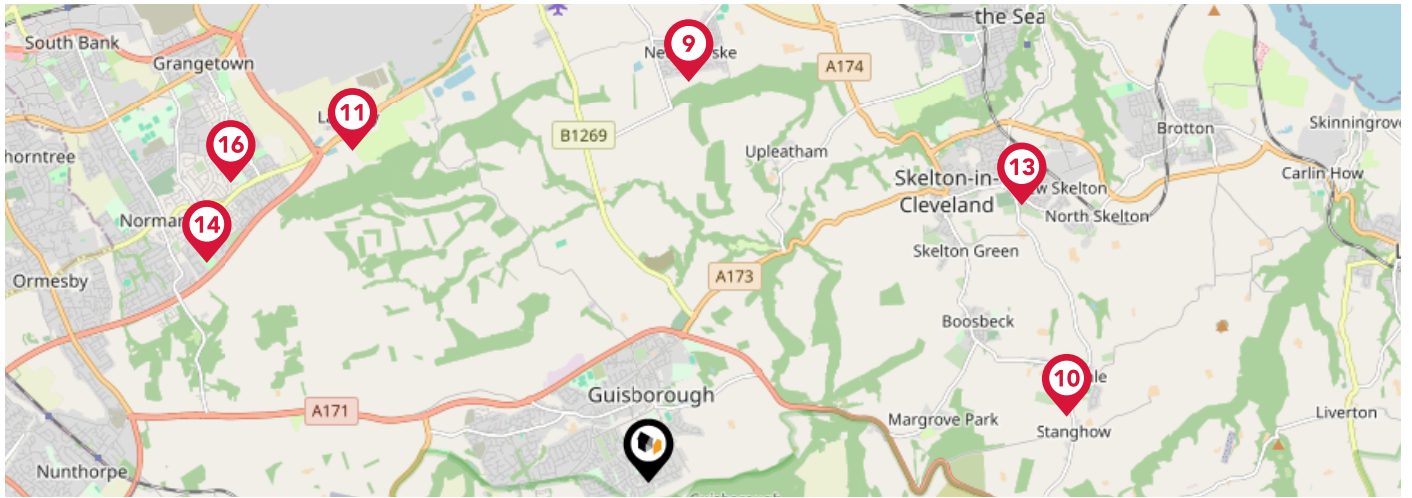 the Sea
South Bank
Grangetown
9
A174
11
16
B1269
Brotton
Upleatham
13
Carlin How
Skelton-in-
Cleveland
North Skelton
14
Skelton Green
A173
Ormesby
Boosbeck
10
Guisborough
A171
Margrove Park
Stanghow
Liverton
Nunthorpe